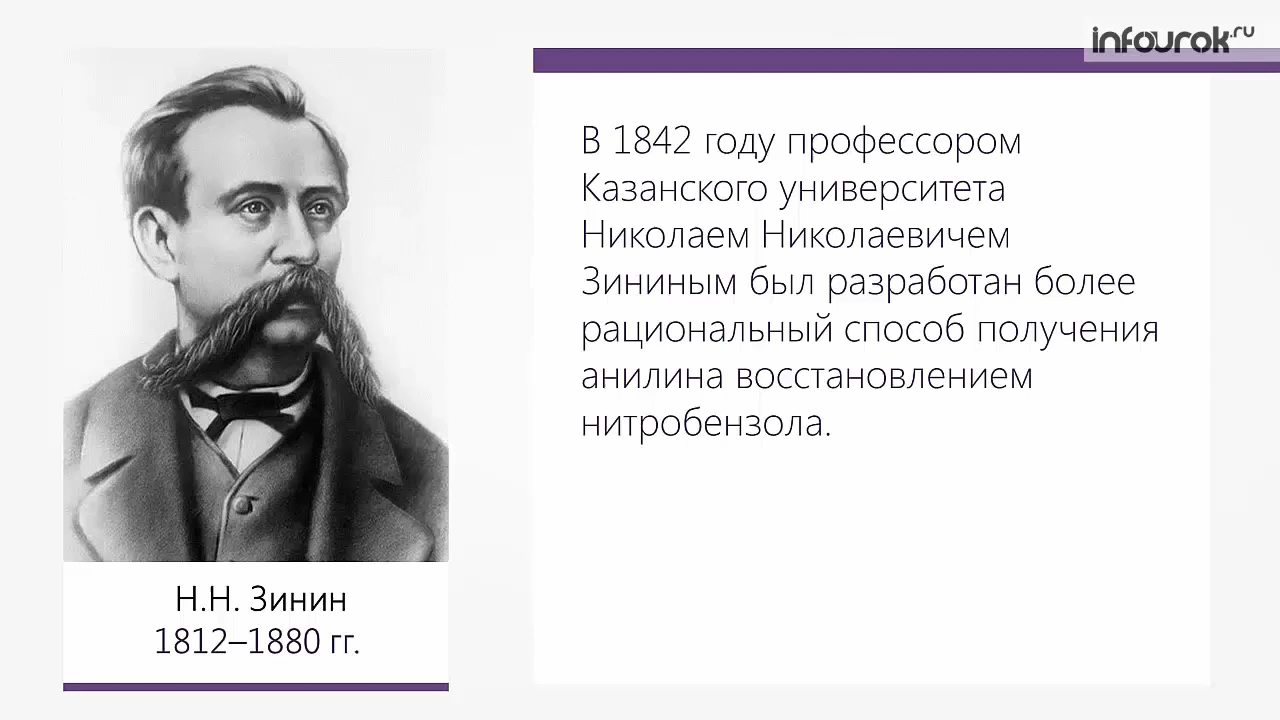 infourok.ru
В 1842 году профессором
Казанского университета
Николаем Николаевичем
Зининым был разработан более
рациональный способ получения
анилина восстановлением
нитробензола.
Н.Н. Зинин
1812–1880 гг.